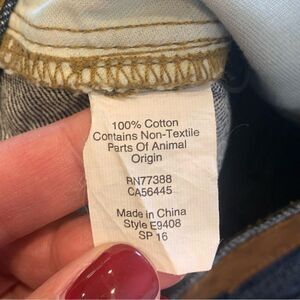 100% Cotton
Contains Non-Textile
Parts Of Animal
Origin
RN77388
CA56445
Made in China
Style E9408
SP 16